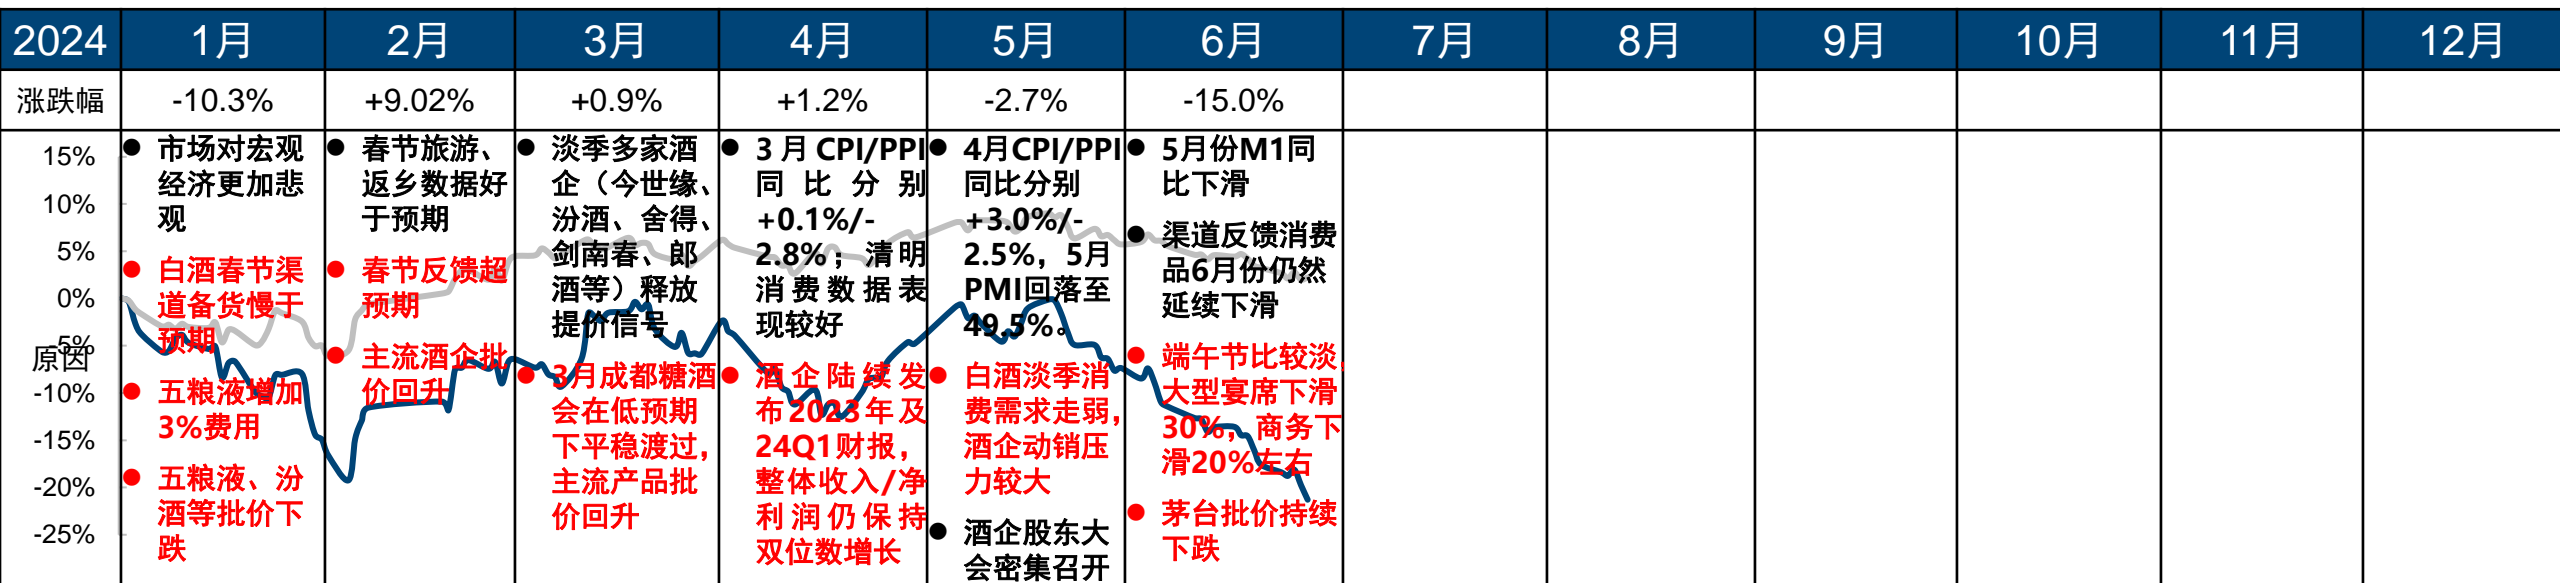 2024 1月 2月 3月 4月 5月 6月 7月 8月 9月 10月 11月 12月
涨跌幅 -10.3% +9.02% +0.9% +1.2% -2.7% -15.0%
原因
15%
10%
5%
0%
-5%
-10%
-15%
-20%
-25%
● 市场对宏观
经济更加悲
观
● 白酒春节渠
道备货慢于
预期
● 五粮液增加
3%费用
● 五粮液、汾
酒等批价下
跌
● 春节旅游、
返乡数据好
于预期
● 春节反馈超
预期
● 主流酒企批
价回升
● 淡季多家酒
企（今世缘、
汾酒、舍得、
剑南春、郎
酒等）释放
提价信号
● 3月成都糖酒
会在低预期
下平稳渡过，
主流产品批
价回升
● 3月CPI/PPI
同比分别
+0.1%/-
2.8%；清明
消费数据表
现较好
● 酒企陆续发
布2023年及
24Q1财报，
整体收入/净
利润仍保持
双位数增长
● 4月CPI/PPI
同比分别
+3.0%/-
2.5%，5月
PMI回落至
49.5%。
● 白酒淡季消
费需求走弱，
酒企动销压
力较大
● 酒企股东大
会密集召开
● 5月份M1同
比下滑
● 渠道反馈消费
品6月份仍然
延续下滑
● 端午节比较淡，
大型宴席下滑
30%，商务下
滑20%左右
● 茅台批价持续
下跌